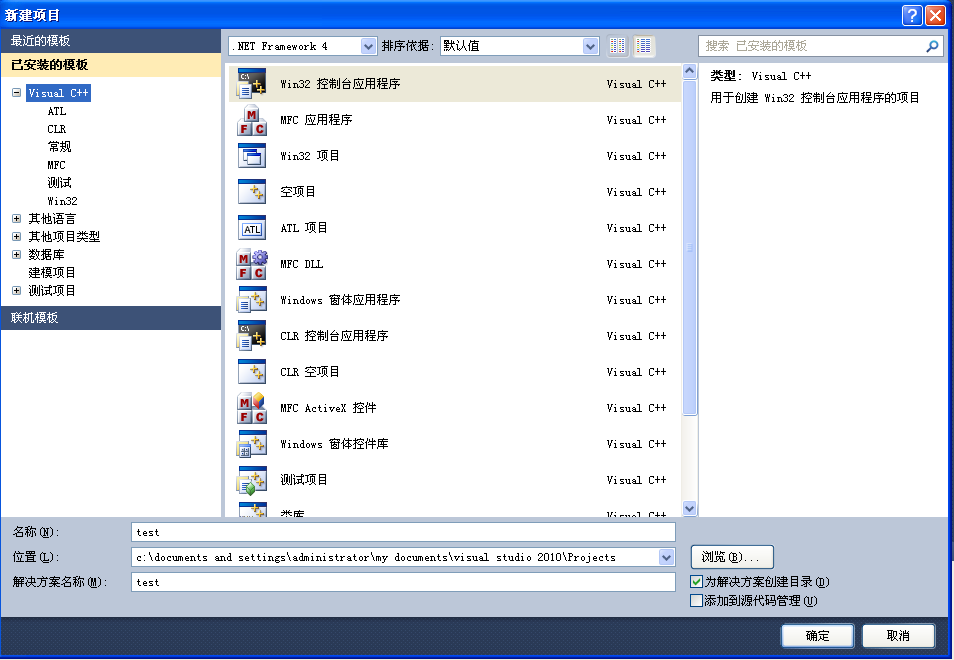 新建项目
最近的模板
已安装的模板
Visual C++
ATL
CLR
常规
MFC
测试
Win32
其他语言
其他项目类型
数据库
建模项目
测试项目
联机模板
.NET Framework 4 排序依据: 默认值
Win32 控制台应用程序 Visual C++
MFC 应用程序 Visual C++
Win32 项目 Visual C++
空项目 Visual C++
ATL 项目 Visual C++
MFC DLL Visual C++
Windows 窗体应用程序 Visual C++
CLR 控制台应用程序 Visual C++
CLR 空项目 Visual C++
MFC ActiveX 控件 Visual C++
Windows 窗体控件库 Visual C++
测试项目 Visual C++
类库 Visual C++
搜索 已安装的模板
类型: Visual C++
用于创建 Win32 控制台应用程序的项目
名称(N): test
位置(L): c:\documents and settings\administrator\my documents\visual studio 2010\Projects
浏览(B)...
解决方案名称(M): test
为解决方案创建目录(D)
添加到源代码管理(U)
确定 取消